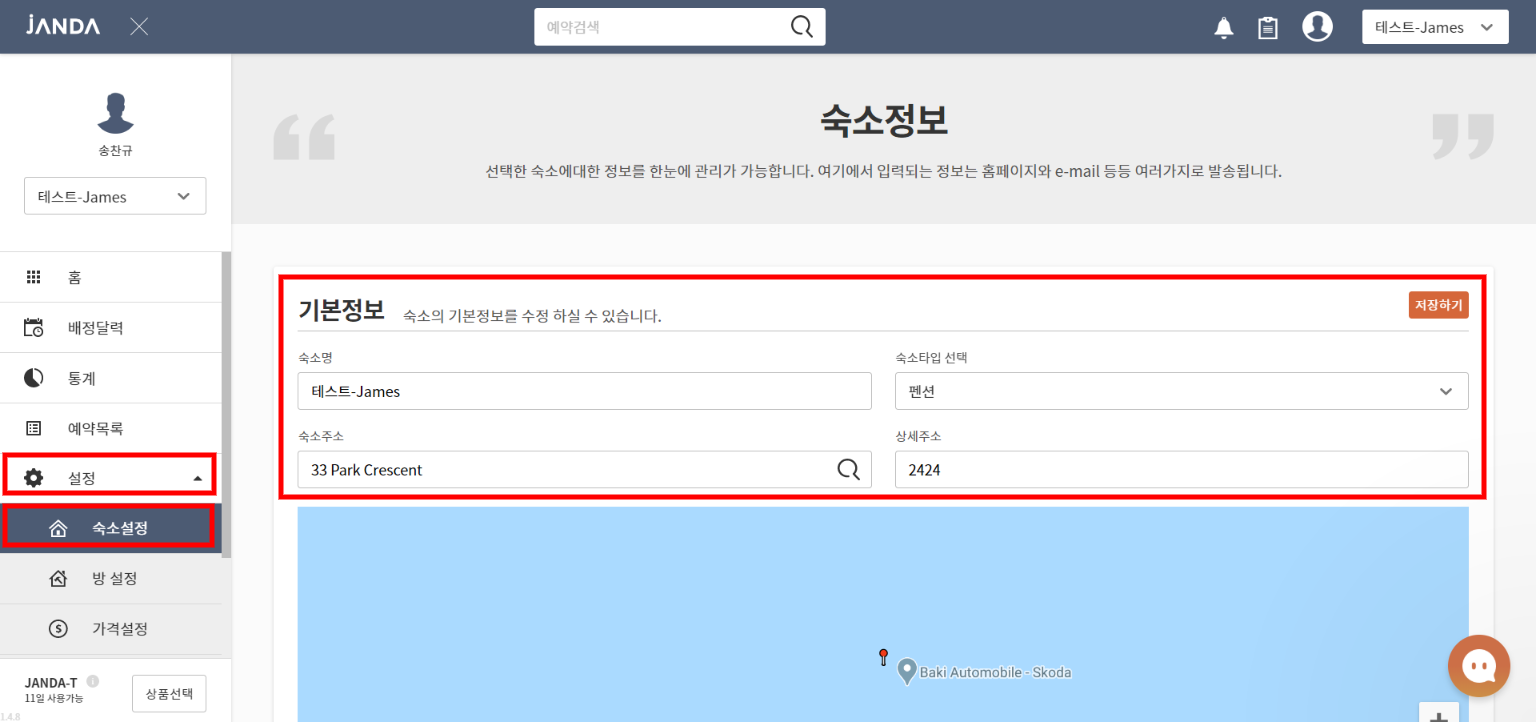 JANDA
예약검색
테스트-James
송찬규
테스트-James
홈
배정달력
통계
예약목록
설정
숙소설정
방 설정
가격설정
JANDA-T
11일 사용가능
상품선택
1.4.8
숙소정보
선택한 숙소에대한 정보를 한눈에 관리가 가능합니다. 여기에서 입력되는 정보는 홈페이지와 e-mail 등등 여러가지로 발송됩니다.
기본정보 숙소의 기본정보를 수정 하실 수 있습니다.
저장하기
숙소명
테스트-James
숙소타입 선택
펜션
숙소주소
33 Park Crescent
상세주소
2424
Baki Automobile - Skoda